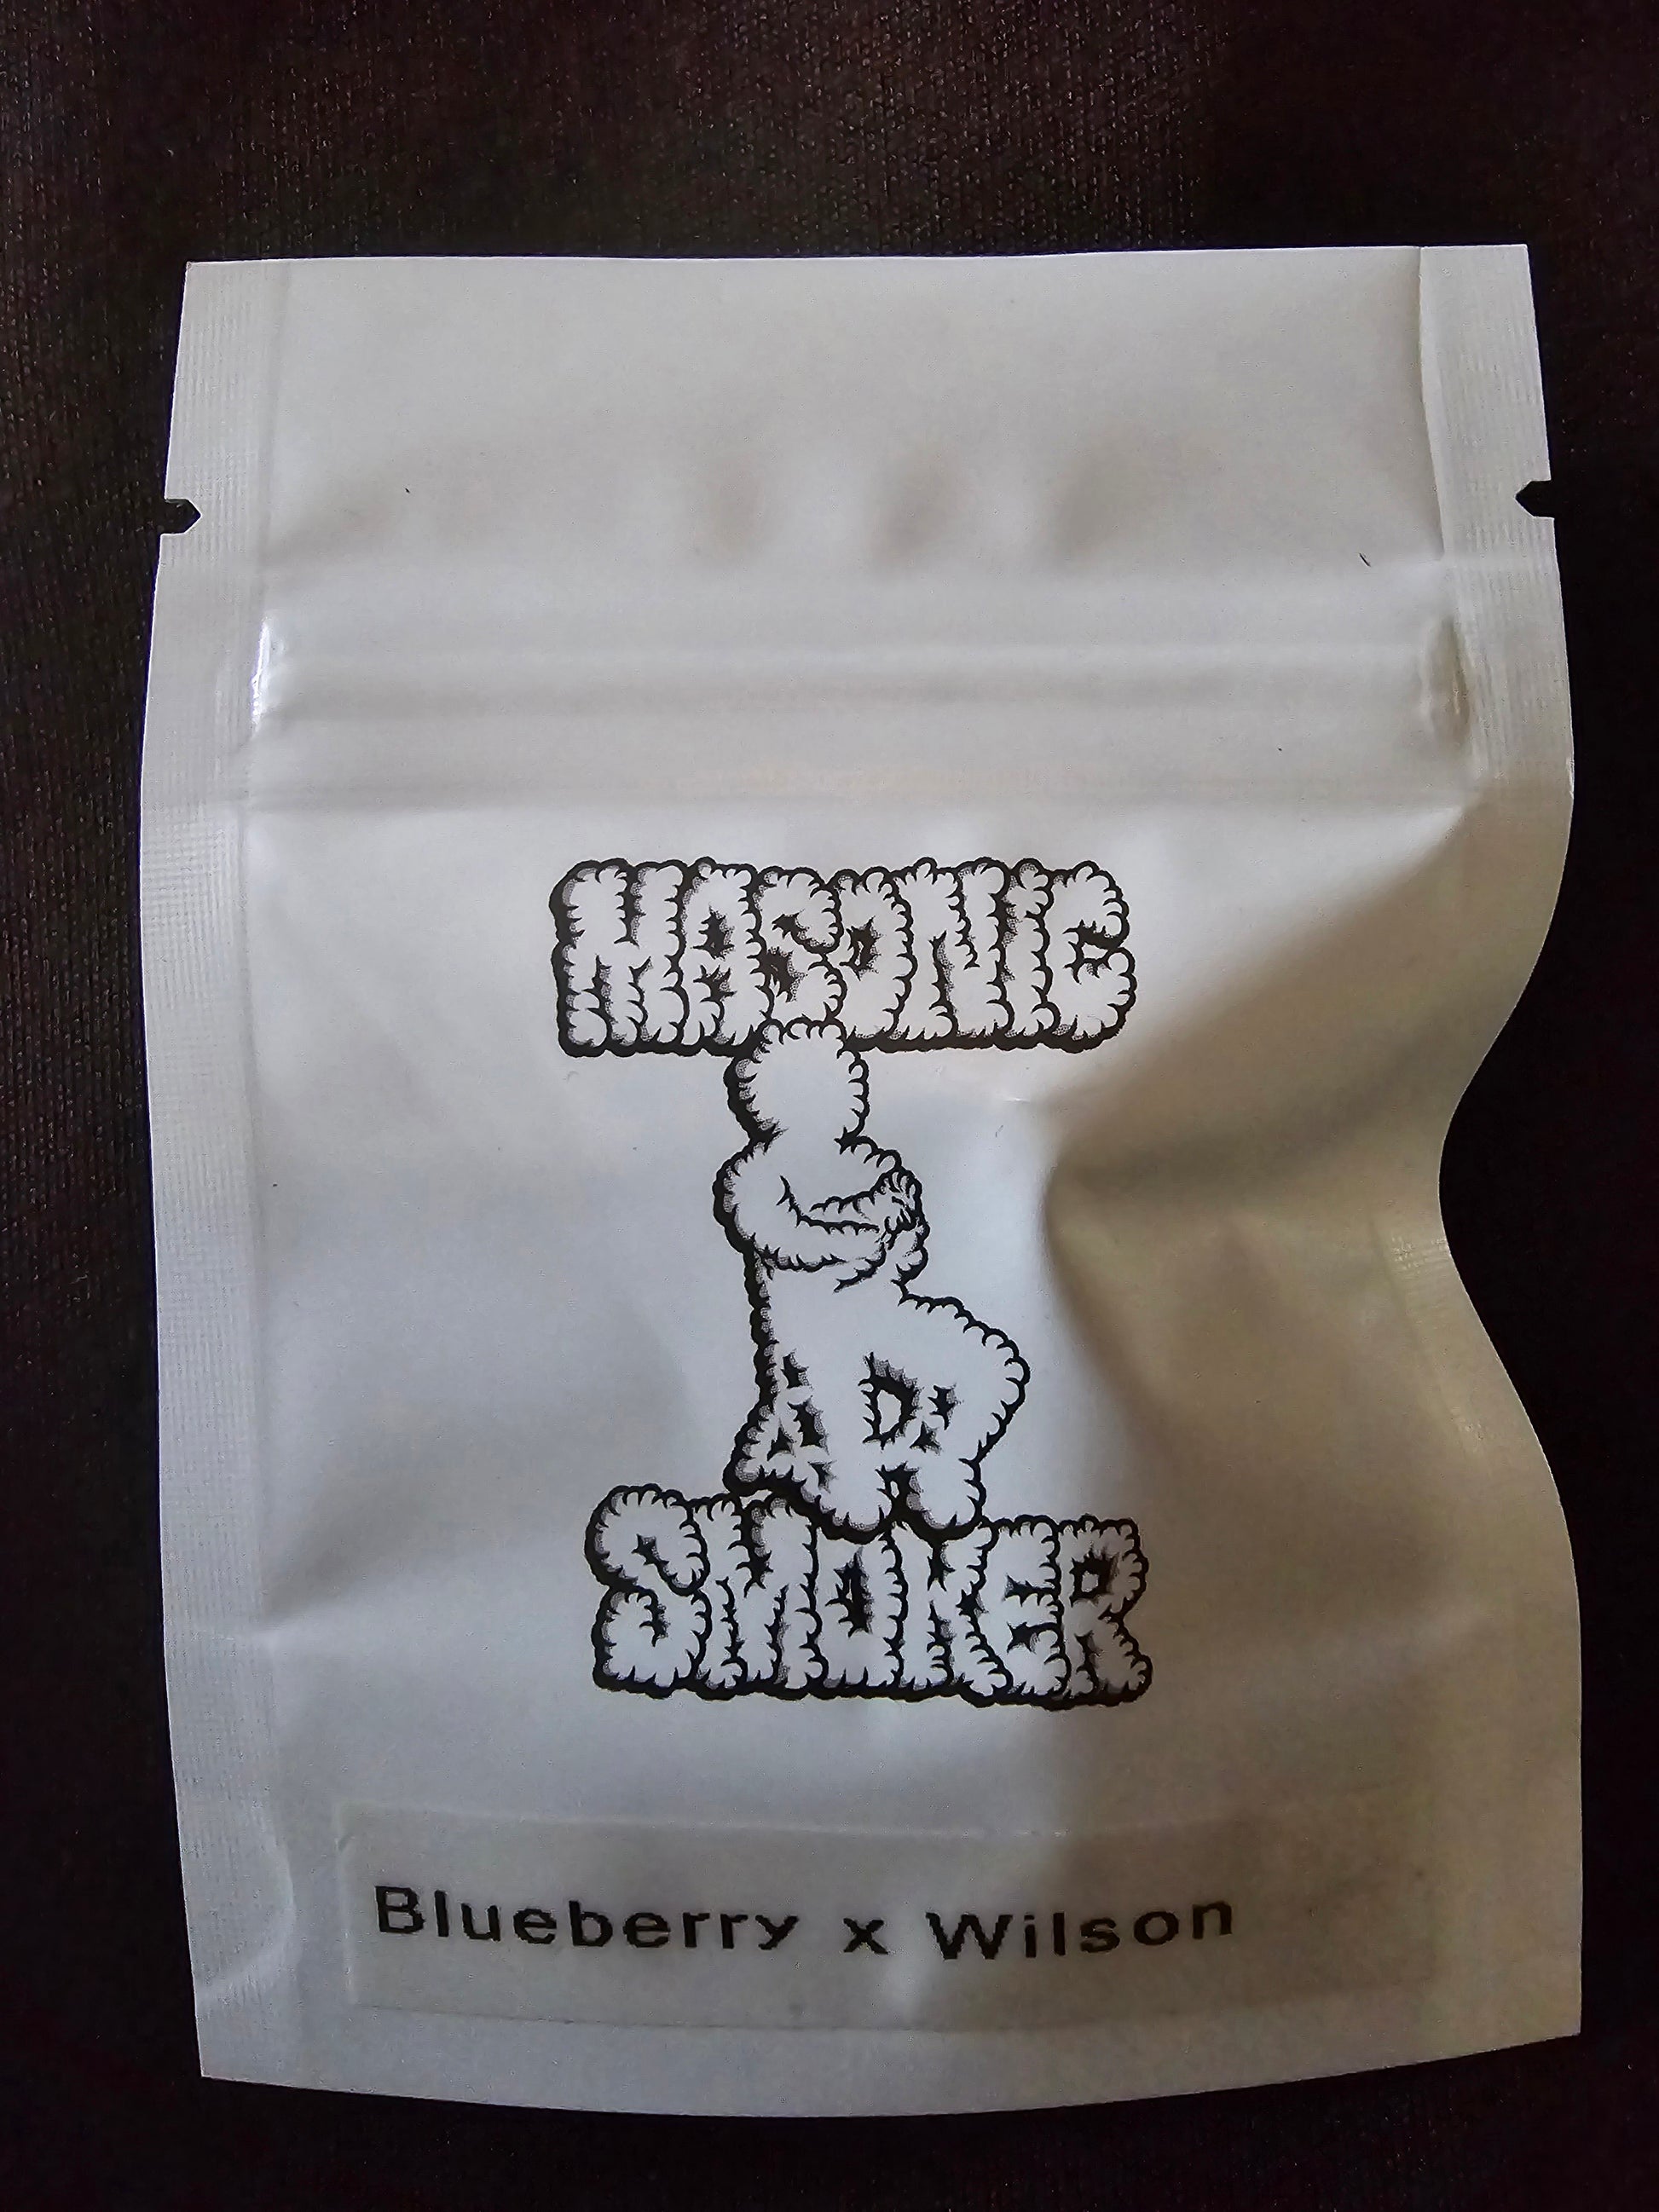 MASONIC
SMOKER
Blueberry x Wilson